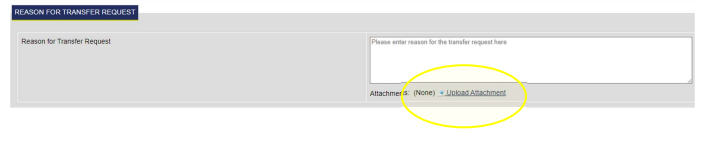 REASON FOR TRANSFER REQUEST
Reason for Transfer Request
Please enter reason for the transfer request here
Attachments: (None) + Upload Attachment